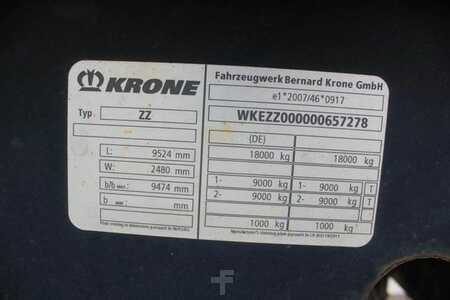 KRONE
Typ ZZ
L: 9524 mm
W: 2480 mm
b/b max.: 9474 mm
b min.: mm
Fahrzeugwerk Bernard Krone GmbH
e1*2007/46*0917
WKEZZ000000657278
(DE)
18000 kg 18000 kg
1- 9000 kg 1- 9000 kg T
2- 9000 kg 2- 9000 kg T
1000 kg 1000 kg